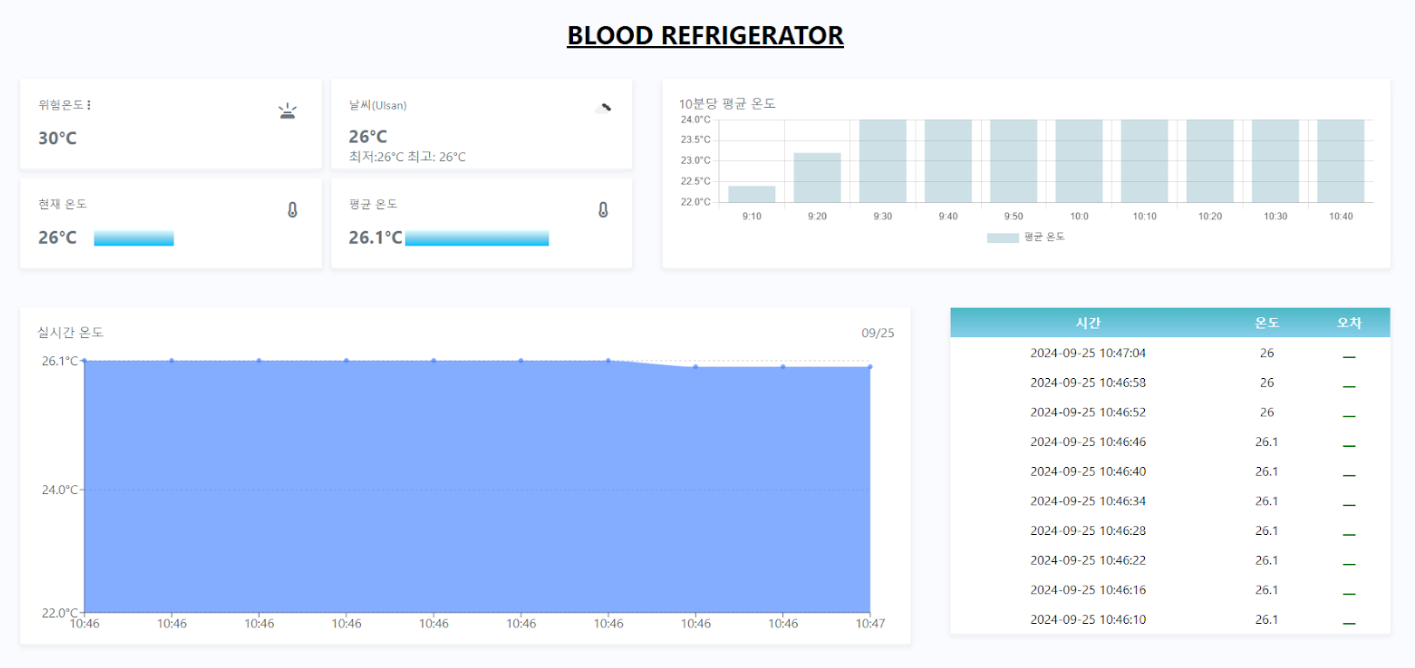 BLOOD REFRIGERATOR
위험온도
30°C
날씨(Ulsan)
26°C
최저:26°C 최고: 26°C
현재 온도
26°C
평균 온도
26.1°C
10분당 평균 온도
24.0°C
23.5°C
23.0°C
22.5°C
22.0°C
9:10 9:20 9:30 9:40 9:50 10:0 10:10 10:20 10:30 10:40
평균 온도
실시간 온도 09/25
26.1°C
24.0°C
22.0°C
10:46 10:46 10:46 10:46 10:46 10:46 10:46 10:46 10:46 10:47
시간 온도 오차
2024-09-25 10:47:04 26 —
2024-09-25 10:46:58 26 —
2024-09-25 10:46:52 26 —
2024-09-25 10:46:46 26.1 —
2024-09-25 10:46:40 26.1 —
2024-09-25 10:46:34 26.1 —
2024-09-25 10:46:28 26.1 —
2024-09-25 10:46:22 26.1 —
2024-09-25 10:46:16 26.1 —
2024-09-25 10:46:10 26.1 —